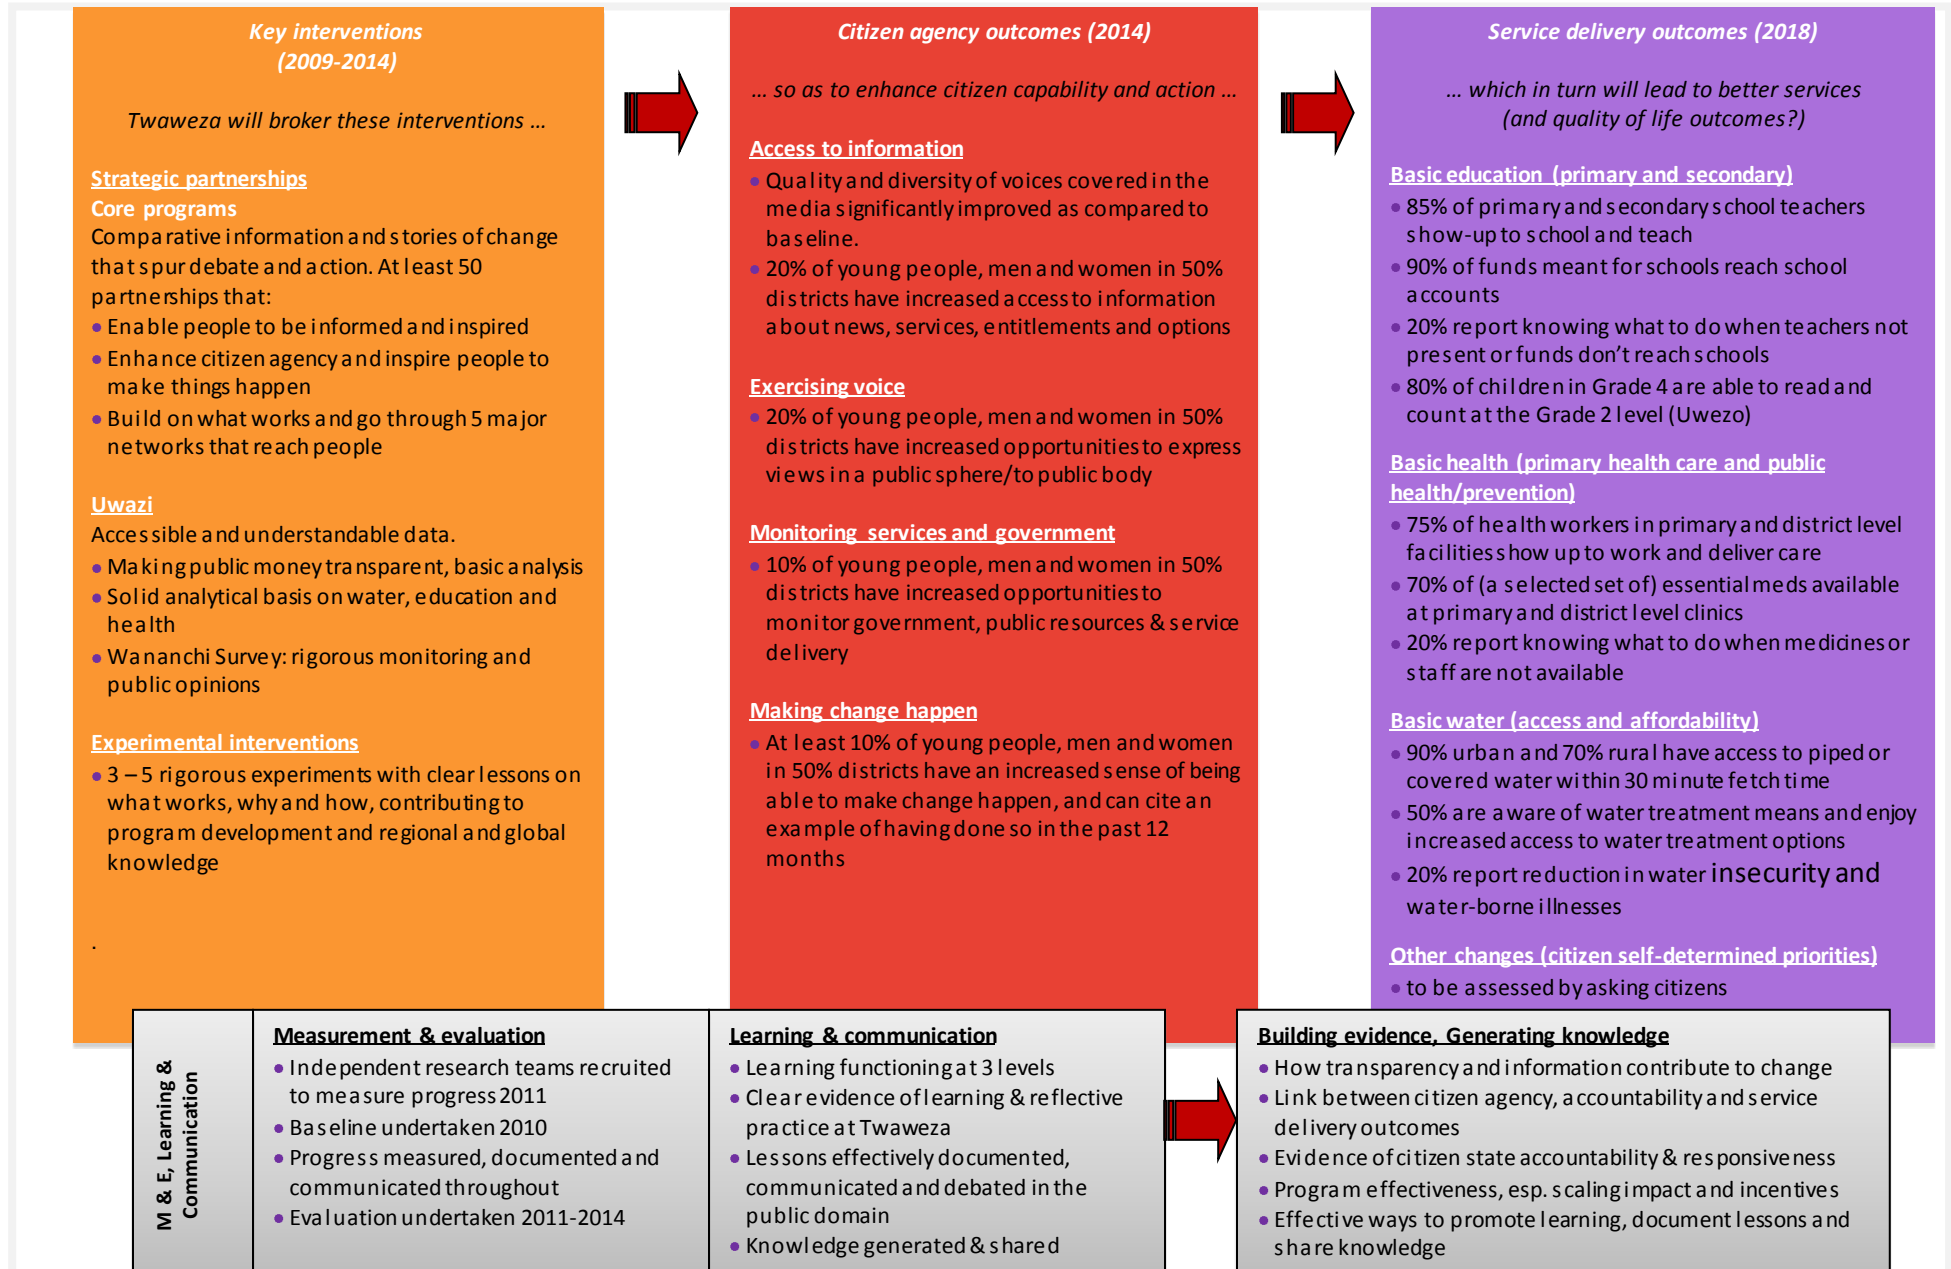 Key interventions
(2009-2014)
Twaweza will broker these interventions ...
Strategic partnerships
Core programs
Comparative information and stories of change
that spur debate and action. At least 50
partnerships that:
• Enable people to be informed and inspired
• Enhance citizen agency and inspire people to
make things happen
• Build on what works and go through 5 major
networks that reach people
Uwazi
Accessible and understandable data.
• Making public money transparent, basic analysis
• Solid analytical basis on water, education and
health
• Wananchi Survey: rigorous monitoring and
public opinions
Experimental interventions
• 3 – 5 rigorous experiments with clear lessons on
what works, why and how, contributing to
program development and regional and global
knowledge
.
Citizen agency outcomes (2014)
... so as to enhance citizen capability and action ...
Access to information
• Quality and diversity of voices covered in the
media significantly improved as compared to
baseline.
• 20% of young people, men and women in 50%
districts have increased access to information
about news, services, entitlements and options
Exercising voice
• 20% of young people, men and women in 50%
districts have increased opportunities to express
views in a public sphere/to public body
Monitoring services and government
• 10% of young people, men and women in 50%
districts have increased opportunities to
monitor government, public resources & service
delivery
Making change happen
• At least 10% of young people, men and women
in 50% districts have an increased sense of being
able to make change happen, and can cite an
example of having done so in the past 12
months
Service delivery outcomes (2018)
... which in turn will lead to better services
(and quality of life outcomes?)
Basic education (primary and secondary)
• 85% of primary and secondary school teachers
show-up to school and teach
• 90% of funds meant for schools reach school
accounts
• 20% report knowing what to do when teachers not
present or funds don’t reach schools
• 80% of children in Grade 4 are able to read and
count at the Grade 2 level (Uwezo)
Basic health (primary health care and public
health/prevention)
• 75% of health workers in primary and district level
facilities show up to work and deliver care
• 70% of (a selected set of) essential meds available
at primary and district level clinics
• 20% report knowing what to do when medicines or
staff are not available
Basic water (access and affordability)
• 90% urban and 70% rural have access to piped or
covered water within 30 minute fetch time
• 50% are aware of water treatment means and enjoy
increased access to water treatment options
• 20% report reduction in water insecurity and
water-borne illnesses
Other changes (citizen self-determined priorities)
• to be assessed by asking citizens
M & E, Learning &
Communication
Measurement & evaluation
• Independent research teams recruited
to measure progress 2011
• Baseline undertaken 2010
• Progress measured, documented and
communicated throughout
• Evaluation undertaken 2011-2014
Learning & communication
• Learning functioning at 3 levels
• Clear evidence of learning & reflective
practice at Twaweza
• Lessons effectively documented,
communicated and debated in the
public domain
• Knowledge generated & shared
Building evidence, Generating knowledge
• How transparency and information contribute to change
• Link between citizen agency, accountability and service
delivery outcomes
• Evidence of citizen state accountability & responsiveness
• Program effectiveness, esp. scaling impact and incentives
• Effective ways to promote learning, document lessons and
share knowledge